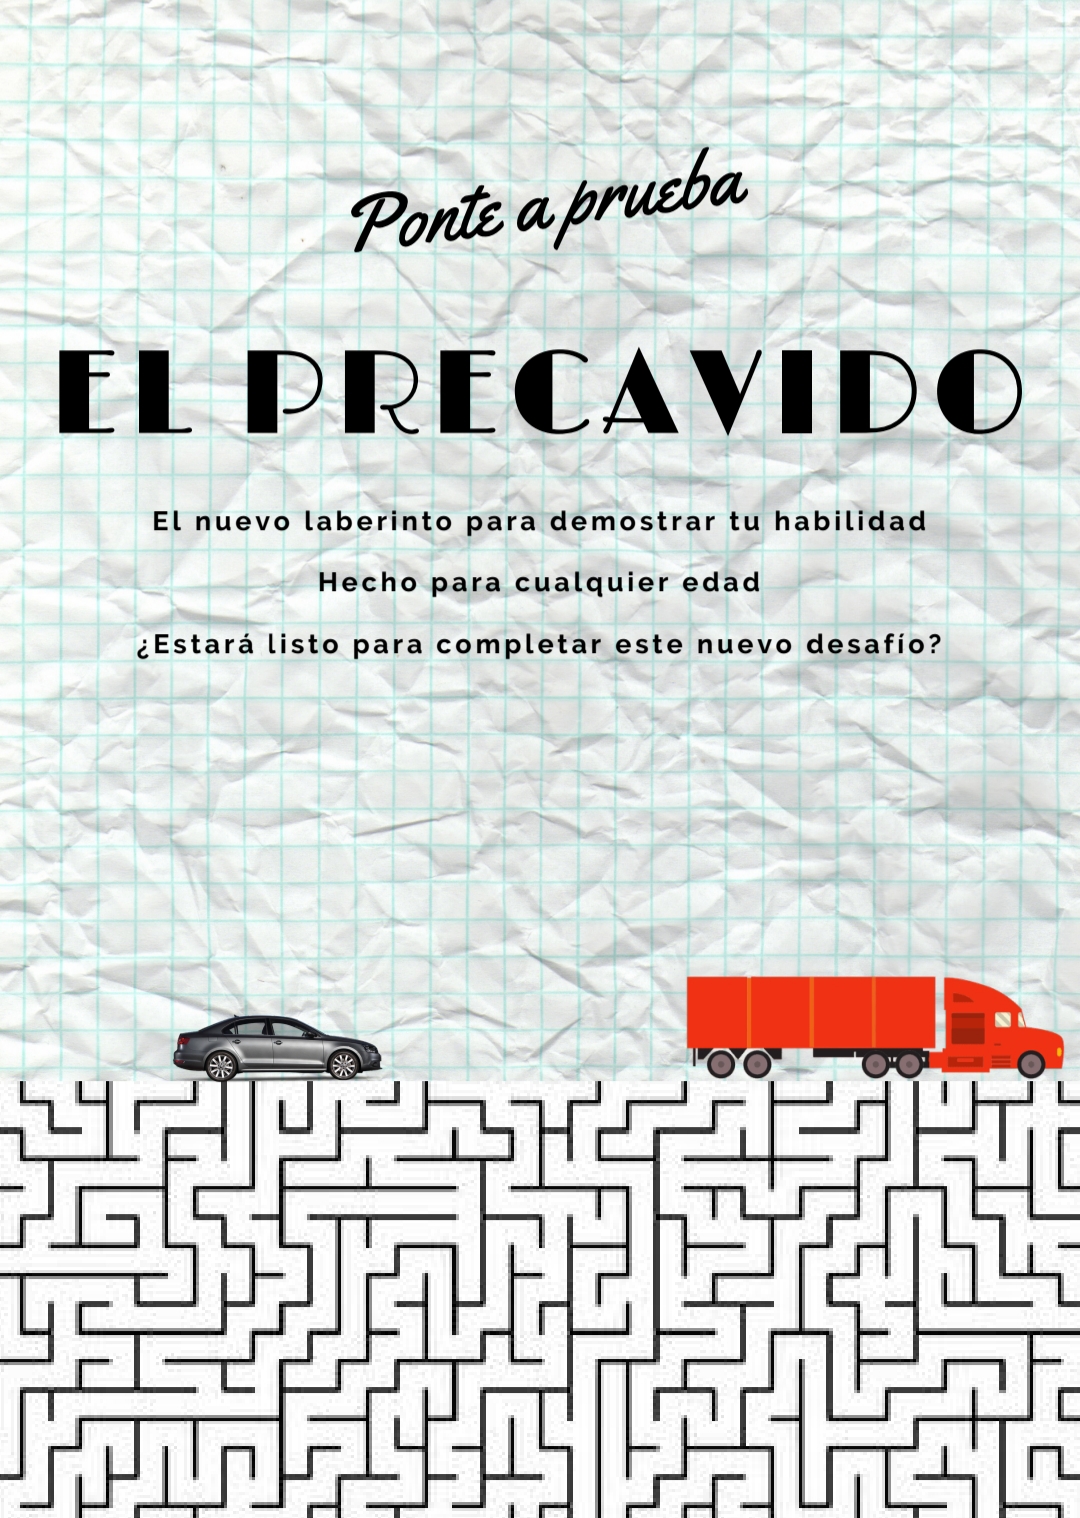 Ponte a prueba
EL PRECAVIDO
El nuevo laberinto para demostrar tu habilidad
Hecho para cualquier edad
¿Estará listo para completar este nuevo desafío?